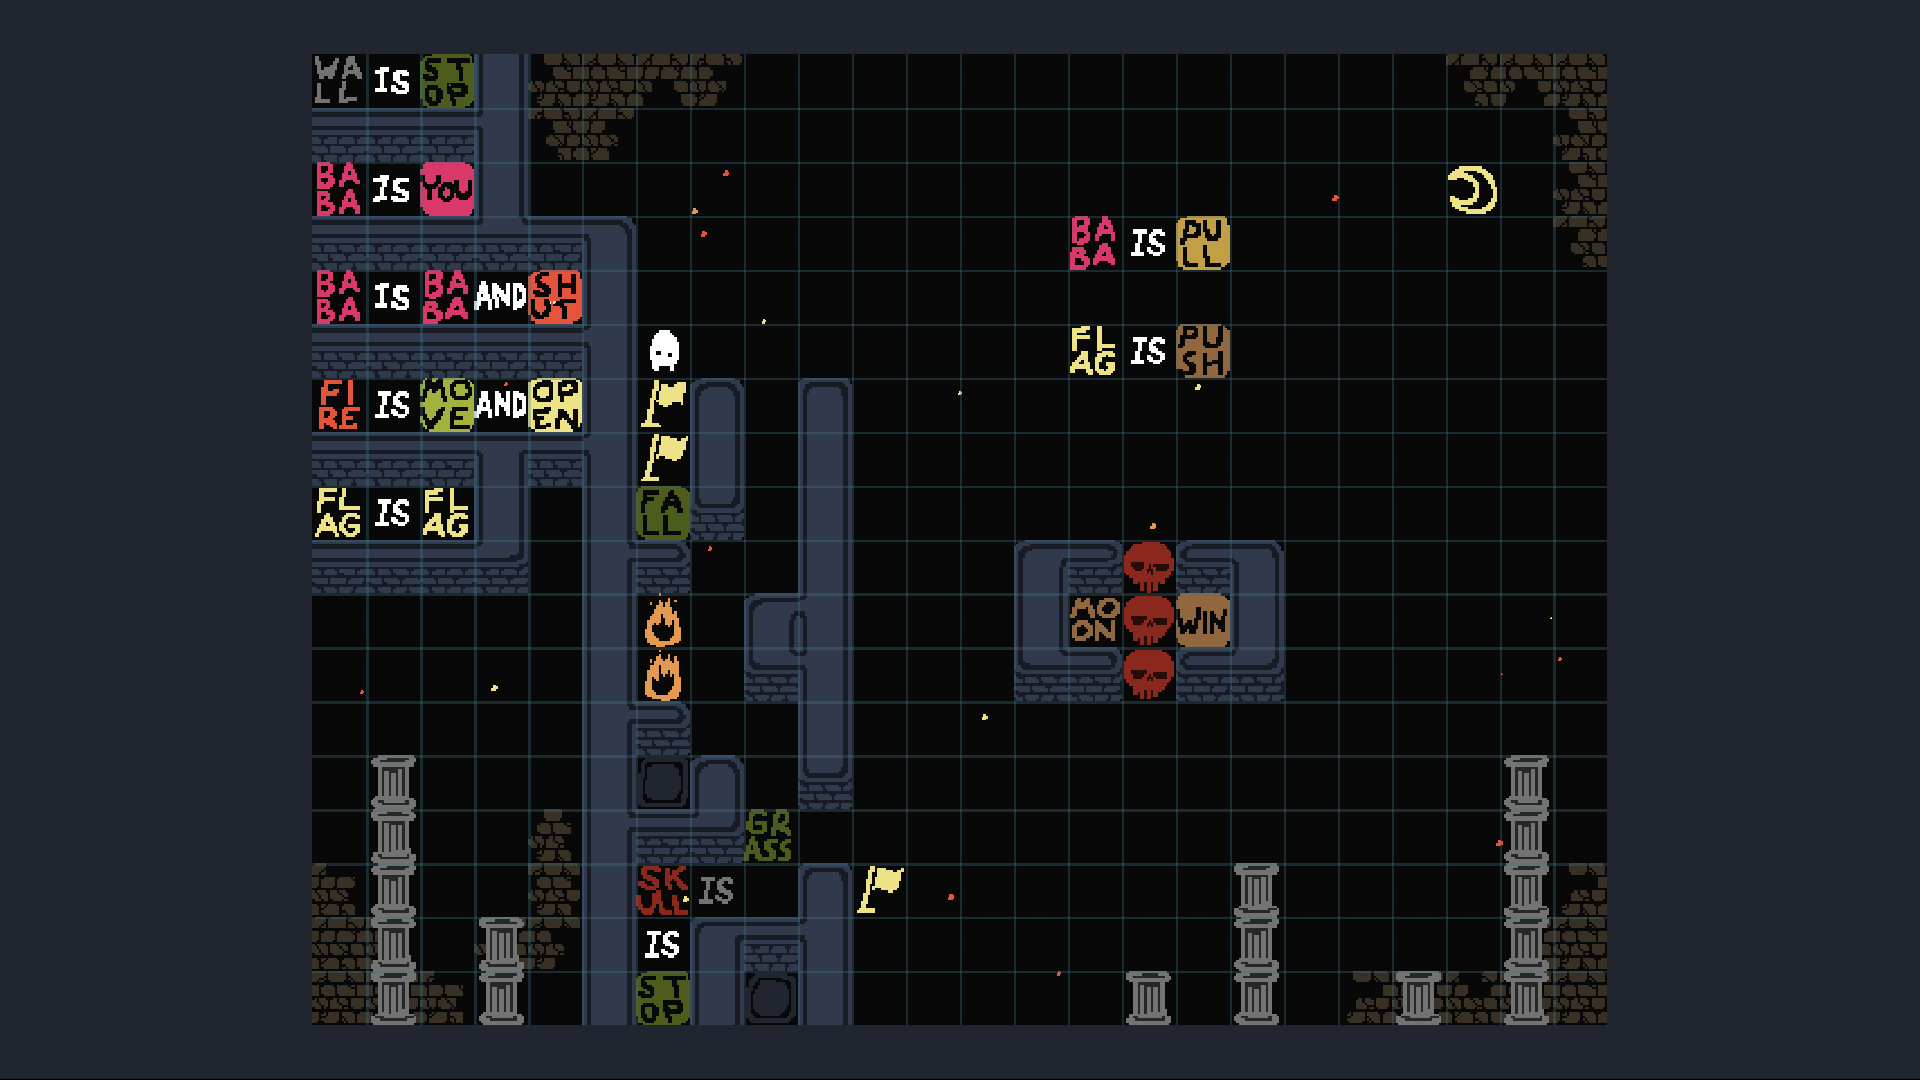 WALL IS STOP
BABA IS YOU
BABA IS PULL
BABA IS BABA AND SHUT
FLAG IS PUSH
FIRE IS MOVE AND OPEN
FLAG IS FLAG
FALL
MOON WIN
GRASS
SKULL IS
IS
STOP